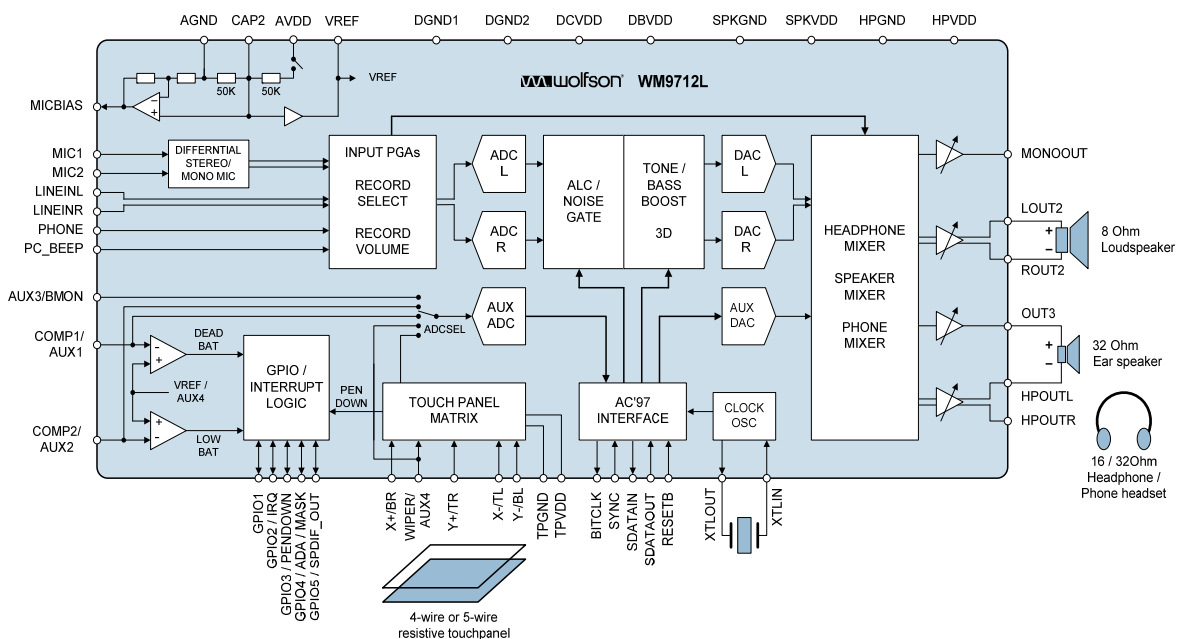 AGND CAP2 AVDD VREF DGND1 DGND2 DCVDD DBVDD SPKGND SPKVDD HPGND HPVDD
VREF
50K 50K
wolfson WM9712L
MICBIAS
MIC1
MIC2
LINEINL
LINEINR
PHONE
PC_BEEP
DIFFERNTIAL
STEREO/
MONO MIC
INPUT PGAs
RECORD
SELECT
RECORD
VOLUME
ADC
L
ADC
R
ALC /
NOISE
GATE
TONE /
BASS
BOOST
3D
DAC
L
DAC
R
HEADPHONE
MIXER
SPEAKER
MIXER
PHONE
MIXER
MONOOUT
LOUT2
+
−
8 Ohm
Loudspeaker
ROUT2
AUX3/BMON
COMP1/
AUX1
COMP2/
AUX2
ADCSEL
AUX
ADC
AUX
DAC
OUT3
+
−
32 Ohm
Ear speaker
HPOUTL
HPOUTR
16 / 32Ohm
Headphone /
Phone headset
-
+
DEAD
BAT
VREF /
AUX4
+
-
LOW
BAT
GPIO /
INTERRUPT
LOGIC
PEN
DOWN
TOUCH PANEL
MATRIX
AC'97
INTERFACE
CLOCK
OSC
−
+
GPIO1
GPIO2 / IRQ
GPIO3 / PENDOWN
GPIO4 / ADA / MASK
GPIO5 / SPDIF_OUT
X+/BR
WIPER/
AUX4
Y+/TR
X-/TL
Y-/BL
TPGND
TPVDD
BITCLK
SYNC
SDATAIN
SDATAOUT
RESETB
XTLOUT
XTLIN
4-wire or 5-wire
resistive touchpanel